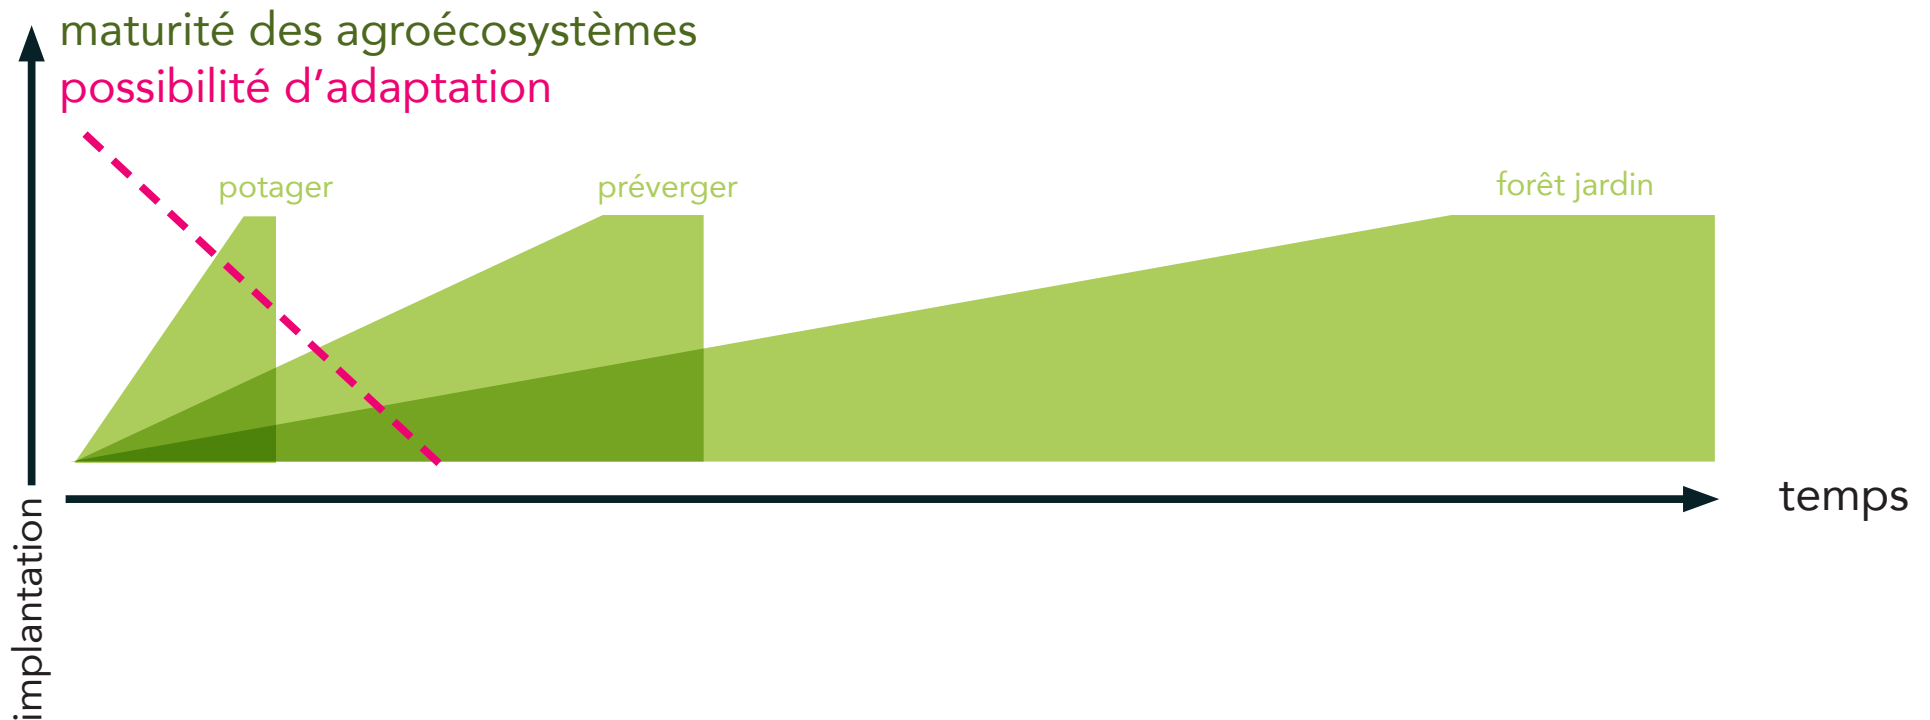 maturité des agroécosystèmes
possibilité d’adaptation
potager
préverger
forêt jardin
temps
implantation